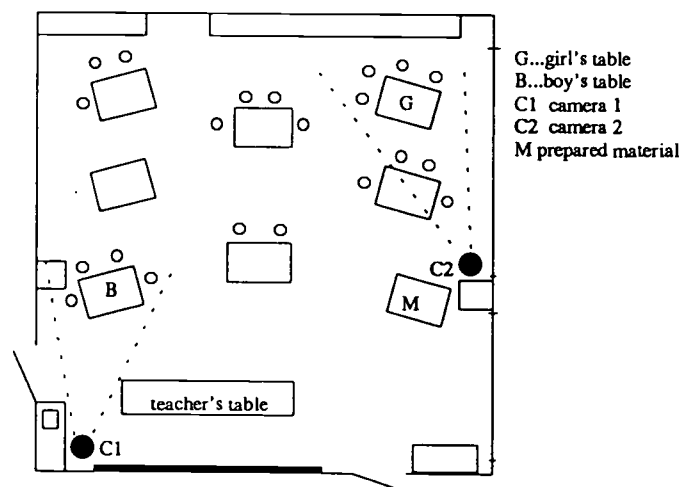 G...girl's table
B...boy's table
C1 camera 1
C2 camera 2
M prepared material
G
C2
B
M
teacher's table
C1